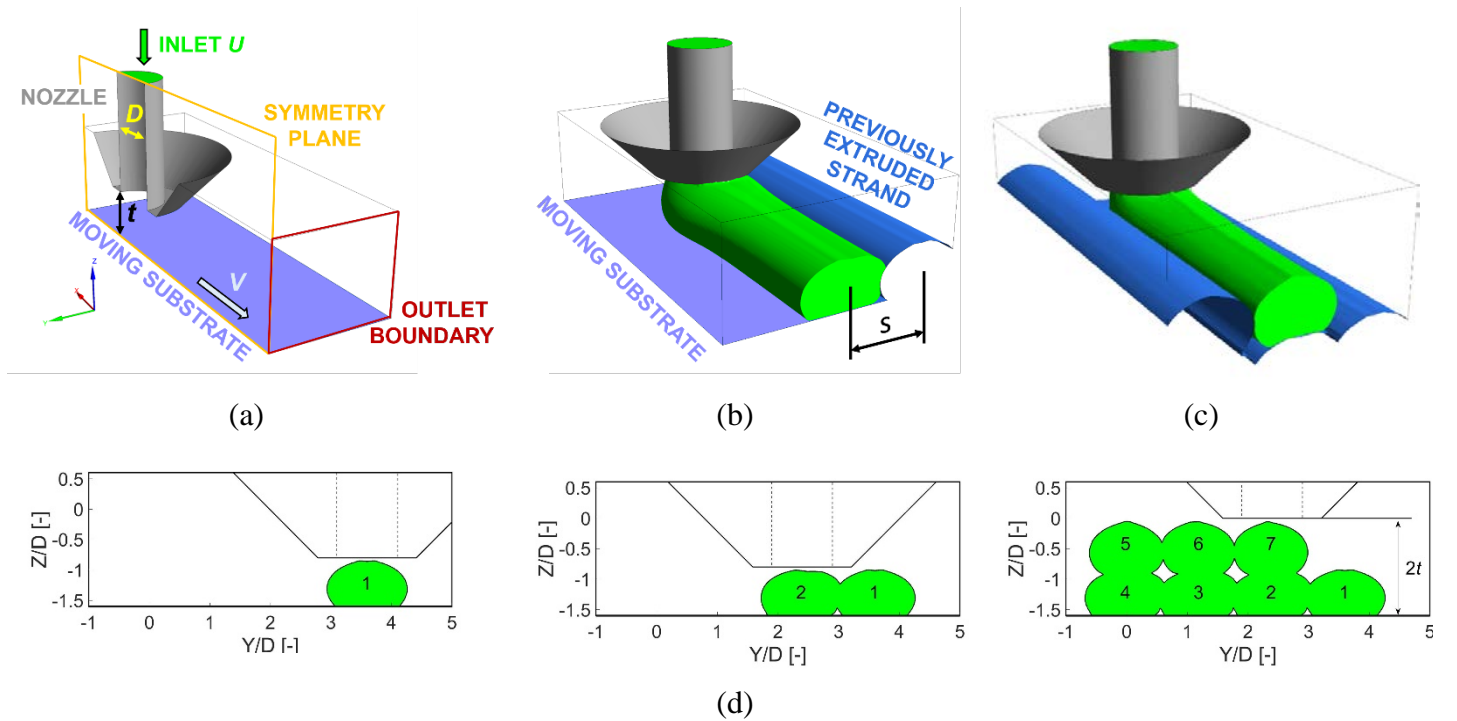 INLET U
NOZZLE
D
SYMMETRY
PLANE
t
MOVING SUBSTRATE
V
OUTLET
BOUNDARY
Z
X
Y
(a)
PREVIOUSLY
EXTRUDED
STRAND
MOVING SUBSTRATE
S
(b)
(c)
0.5
0
-0.5
-1
-1.5
Z/D [-]
1
-1 0 1 2 3 4 5
Y/D [-]
0.5
0
-0.5
-1
-1.5
Z/D [-]
2 1
-1 0 1 2 3 4 5
Y/D [-]
0.5
0
-0.5
-1
-1.5
Z/D [-]
5 6 7
4 3 2 1
2t
-1 0 1 2 3 4 5
Y/D [-]
(d)